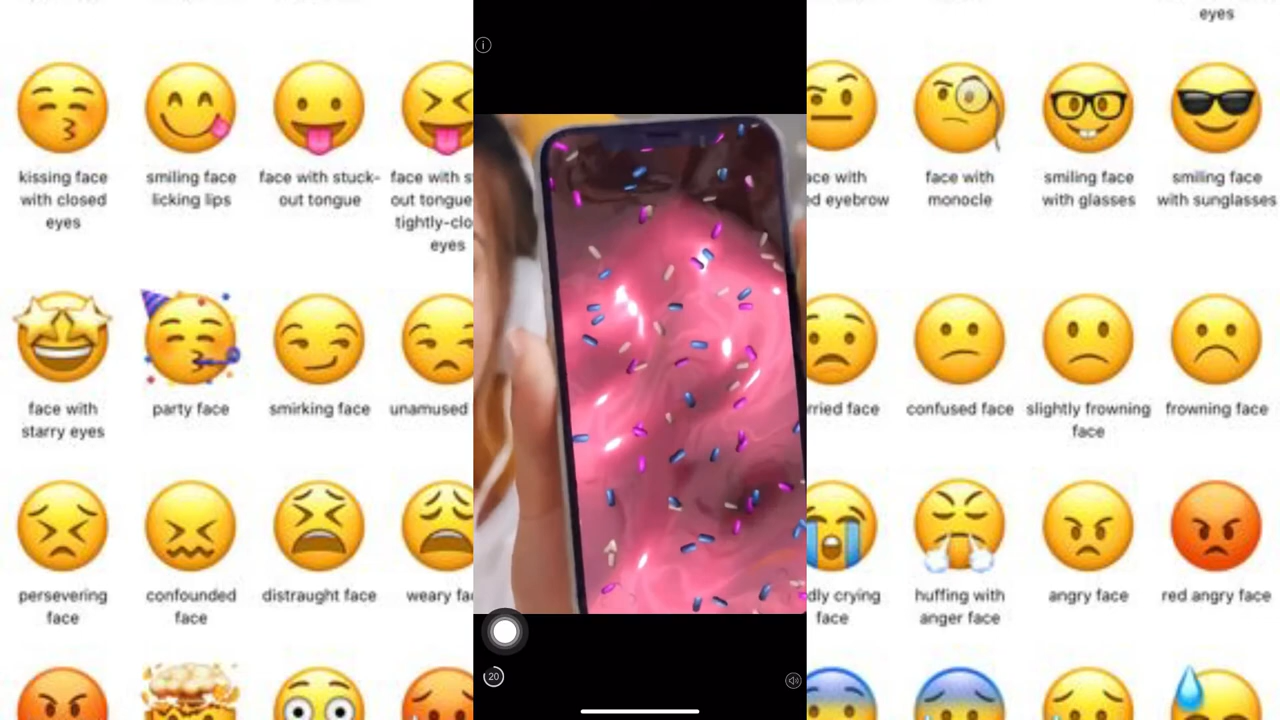 eyes
kissing face
with closed
eyes
smiling face
licking lips
face with stuck-
out tongue
face with s
out tongue
tightly-clo
eyes
ace with
ed eyebrow
face with
monocle
smiling face
with glasses
smiling face
with sunglasses
face with
starry eyes
party face
smirking face
unamused
rried face
confused face
slightly frowning
face
frowning face
persevering
face
confounded
face
distraught face
weary fac
dly crying
face
huffing with
anger face
angry face
red angry face
20